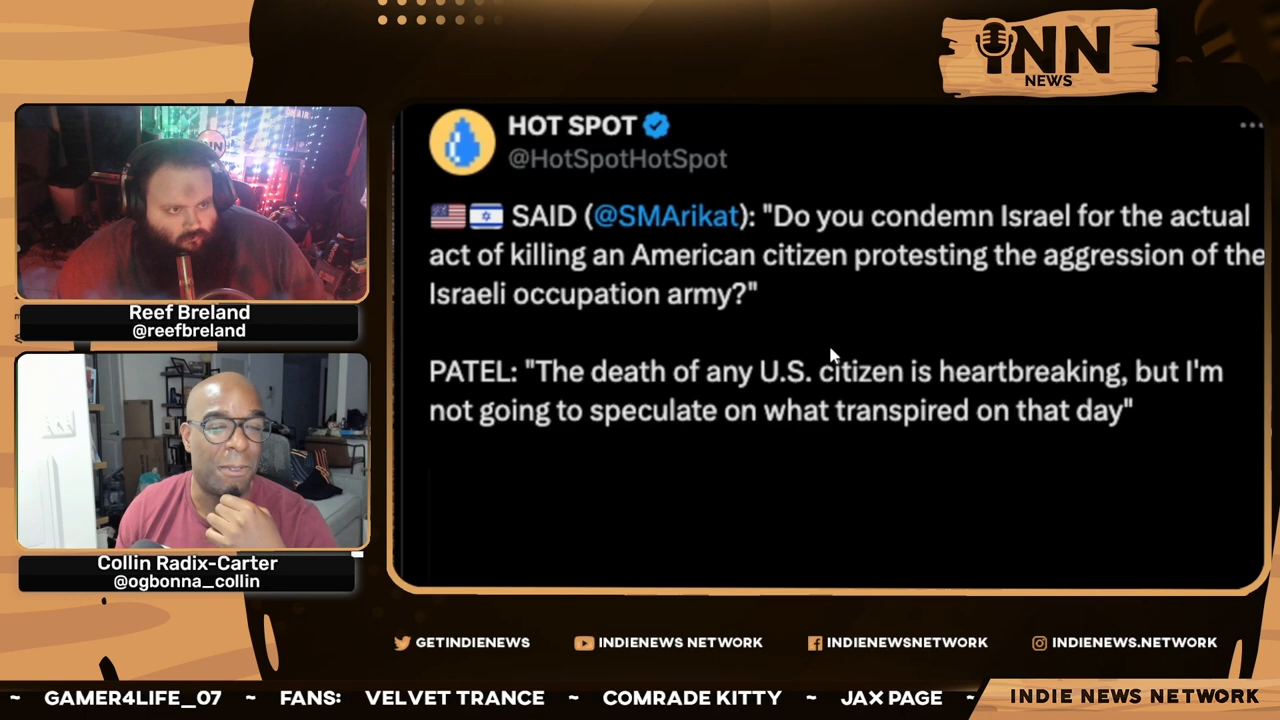 INN
NEWS
HOT SPOT
@HotSpotHotSpot
SAID (@SMArikat): "Do you condemn Israel for the actual
act of killing an American citizen protesting the aggression of the
Israeli occupation army?"
PATEL: "The death of any U.S. citizen is heartbreaking, but I'm
not going to speculate on what transpired on that day"
Reef Breland
@reefbreland
Collin Radix-Carter
@ogbonna_collin
GETINDIENEWS
INDIENEWS NETWORK
INDIENEWSNETWORK
INDIENEWS.NETWORK
~ GAMER4LIFE_07 ~ FANS: VELVET TRANCE ~ COMRADE KITTY ~ JAX PAGE ~
INDIE NEWS NETWORK